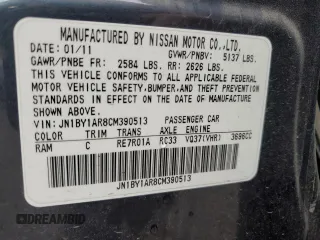 MANUFACTURED BY NISSAN MOTOR CO.,LTD.
DATE: 01/11 GVWR/PNBV: 5137 LBS.
GAWR/PNBE FR: 2584 LBS. RR: 2626 LBS.
THIS VEHICLE CONFORMS TO ALL APPLICABLE FEDERAL
MOTOR VEHICLE SAFETY,BUMPER,AND THEFT PREVENTION
STANDARDS IN EFFECT ON THE DATE OF MANUFACTURE
SHOWN ABOVE.
VIN: JN1BY1AR8CM390513 PASSENGER CAR
COLOR TRIM TRANS AXLE ENGINE
RAM C RE7R01A RC33 VQ37(VHR) 3696CC
JN1BY1AR8CM390513
AUTOBIDMASTER